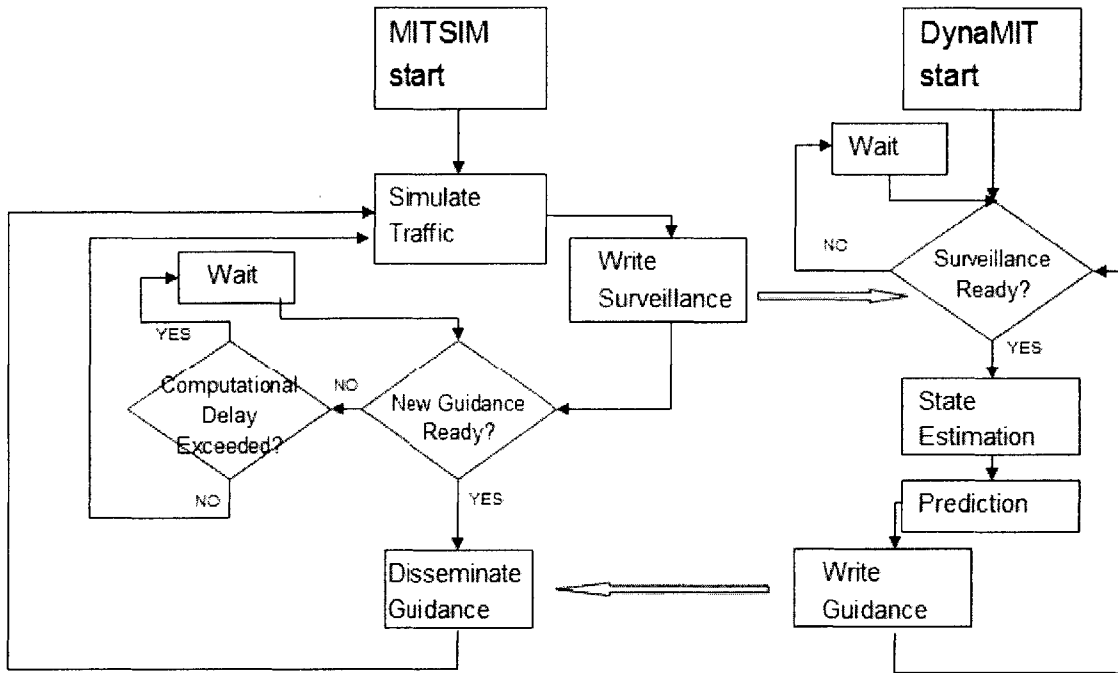 MITSIM
start
DynaMIT
start
Wait
Simulate
Traffic
NO
Surveillance
Ready?
Write
Surveillance
Wait
YES
YES
Computational
Delay
Exceeded?
NO
New Guidance
Ready?
State
Estimation
NO
YES
Prediction
Disseminate
Guidance
Write
Guidance